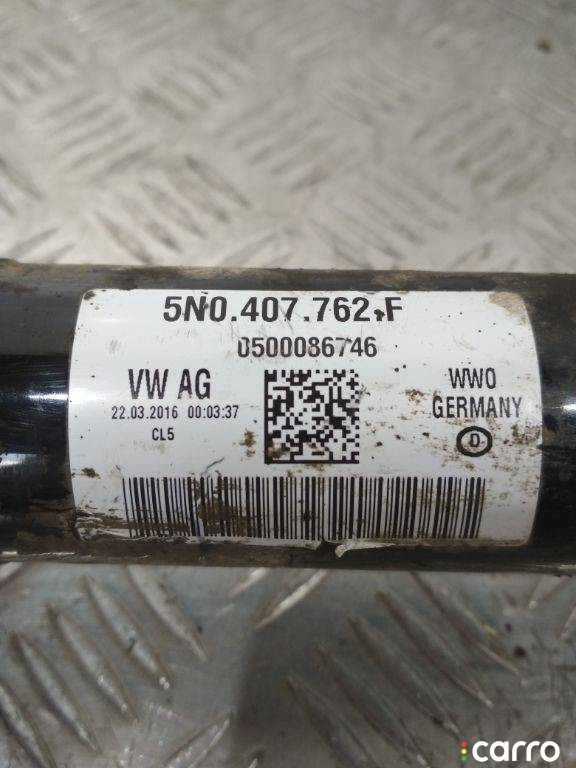 5N0.407.762.F
0500086746
VW AG
22.03.2016 00:03:37
CL5
WWO
GERMANY
D
carro